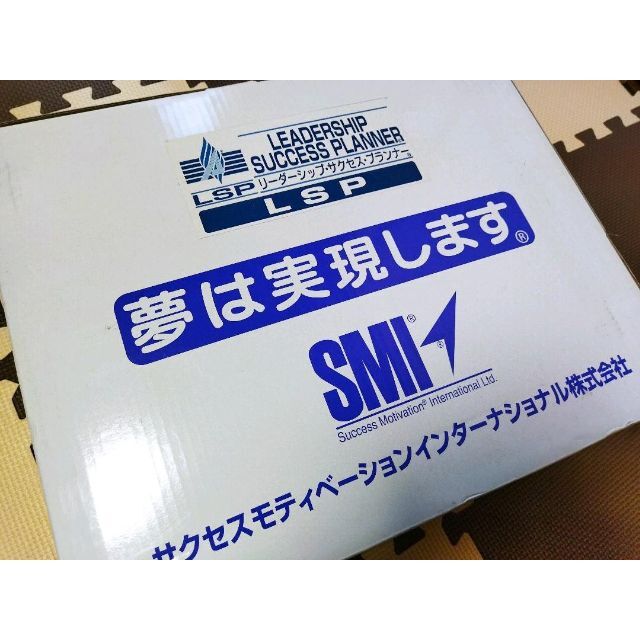 LEADERSHIP
SUCCESS PLANNER
LSP リーダーシップ・サクセス・プランナー
LSP
夢は実現します®
SMI®
®
Success Motivation® International Ltd.
サクセスモティベーションインターナショナル株式会社